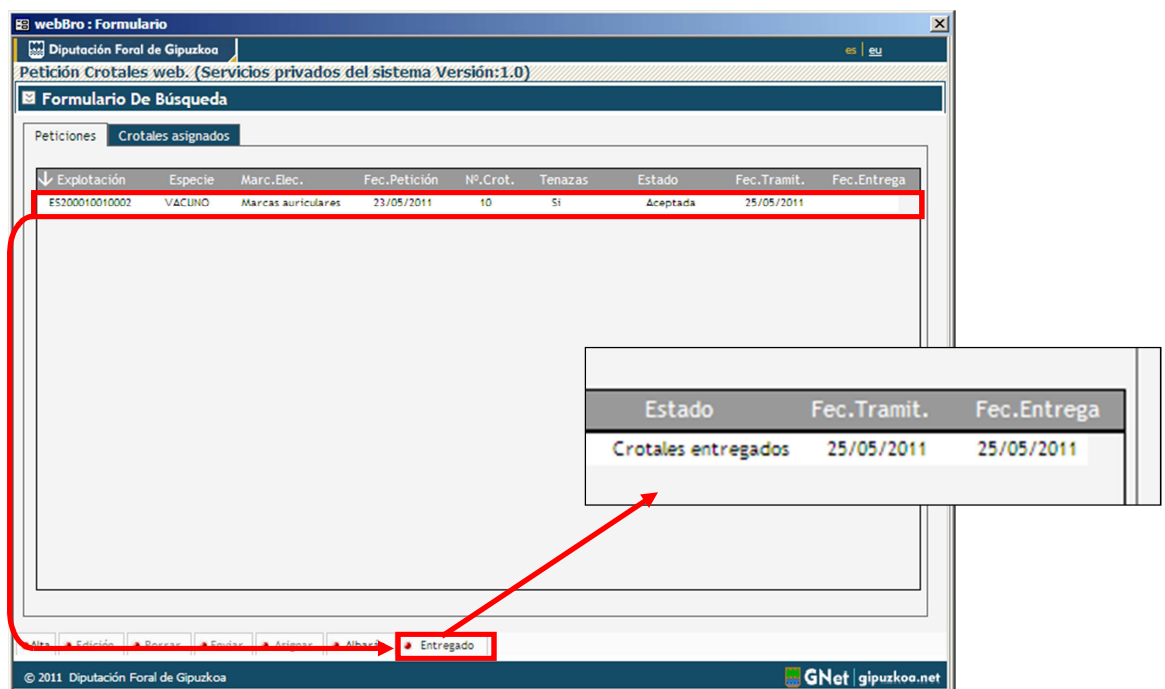 webBro : Formulario
Diputación Foral de Gipuzkoa es | eu
Petición Crotales web. (Servicios privados del sistema Versión:1.0)
Formulario De Búsqueda
Peticiones Crotales asignados
Explotación Especie Marc.Elec. Fec.Petición Nº.Crot. Tenazas Estado Fec.Tramit. Fec.Entrega
ES200010010002 VACUNO Marcas auriculares 23/05/2011 10 Si Aceptada 25/05/2011
Estado Fec.Tramit. Fec.Entrega
Crotales entregados 25/05/2011 25/05/2011
Alta Edición Borrar Enviar Asignar Albarán Entregado
© 2011 Diputación Foral de Gipuzkoa GNet | gipuzkoa.net